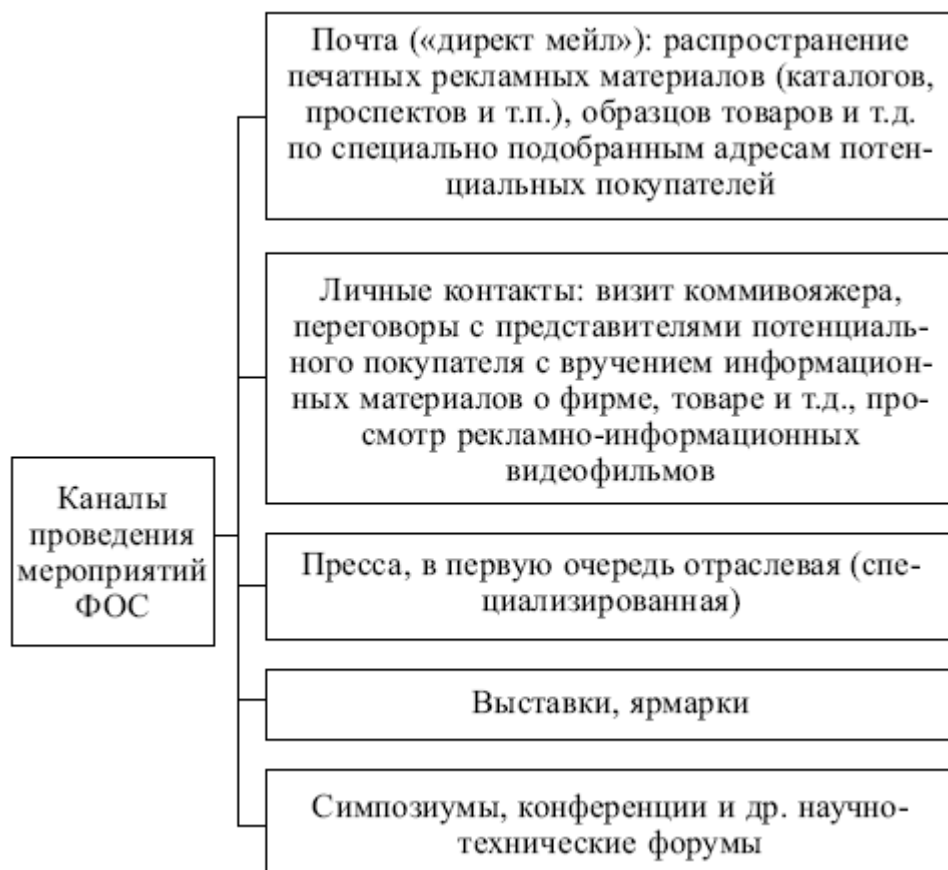 Почта («директ мейл»): распространение
печатных рекламных материалов (каталогов,
проспектов и т.п.), образцов товаров и т.д.
по специально подобранным адресам потен-
циальных покупателей
Личные контакты: визит коммивояжера,
переговоры с представителями потенциаль-
ного покупателя с вручением информацион-
ных материалов о фирме, товаре и т.д., про-
смотр рекламно-информационных
видеофильмов
Каналы
проведения
мероприятий
ФОС
Пресса, в первую очередь отраслевая (спе-
циализированная)
Выставки, ярмарки
Симпозиумы, конференции и др. научно-
технические форумы